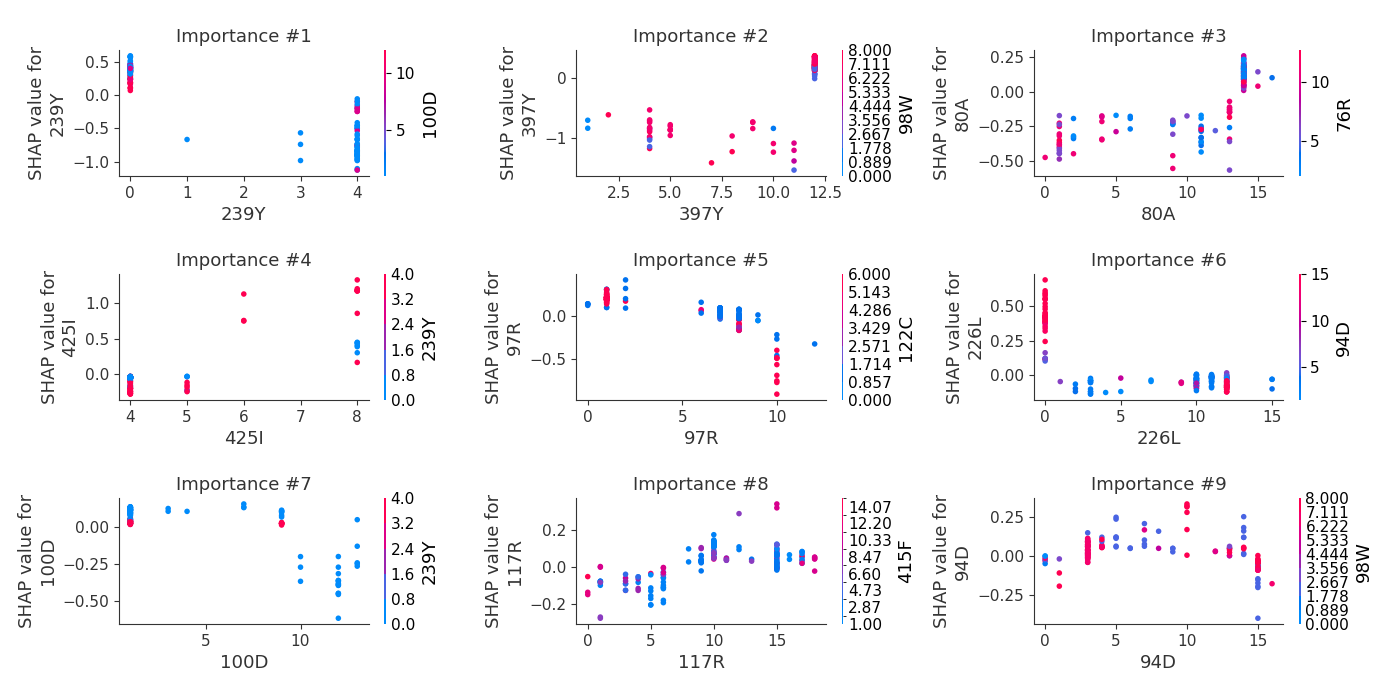 Importance #1
SHAP value for
239Y
0.5
0.0
−0.5
−1.0
0 1 2 3 4
239Y
10
5
100D
Importance #2
SHAP value for
397Y
0
−1
2.5 5.0 7.5 10.0 12.5
397Y
8.000
7.111
6.222
5.333
4.444
3.556
2.667
1.778
0.889
0.000
98W
Importance #3
SHAP value for
80A
0.25
0.00
−0.25
−0.50
0 5 10 15
80A
10
5
76R
Importance #4
SHAP value for
425I
1.0
0.5
0.0
4 5 6 7 8
425I
4.0
3.2
2.4
1.6
0.8
0.0
239Y
Importance #5
SHAP value for
97R
0.0
−0.5
0 5 10
97R
6.000
5.143
4.286
3.429
2.571
1.714
0.857
0.000
122C
Importance #6
SHAP value for
226L
0.50
0.25
0.00
0 5 10 15
226L
15
10
5
94D
Importance #7
SHAP value for
100D
0.00
−0.25
−0.50
5 10
100D
4.0
3.2
2.4
1.6
0.8
0.0
239Y
Importance #8
SHAP value for
117R
0.2
0.0
−0.2
0 5 10 15
117R
14.07
12.20
10.33
8.47
6.60
4.73
2.87
1.00
415F
Importance #9
SHAP value for
94D
0.25
0.00
−0.25
0 5 10 15
94D
8.000
7.111
6.222
5.333
4.444
3.556
2.667
1.778
0.889
0.000
98W